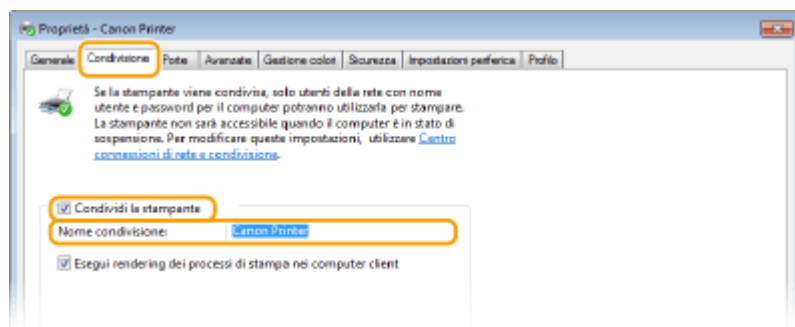 Proprietà - Canon Printer
Generale Condivisione Porte Avanzate Gestione colori Sicurezza Impostazioni periferica Profilo
Se la stampante viene condivisa, solo utenti della rete con nome
utente e password per il computer potranno utilizzarla per stampare.
La stampante non sarà accessibile quando il computer è in stato di
sospensione. Per modificare queste impostazioni, utilizzare Centro
connessioni di rete e condivisione.
Condividi la stampante
Nome condivisione: Canon Printer
Esegui rendering dei processi di stampa nei computer client